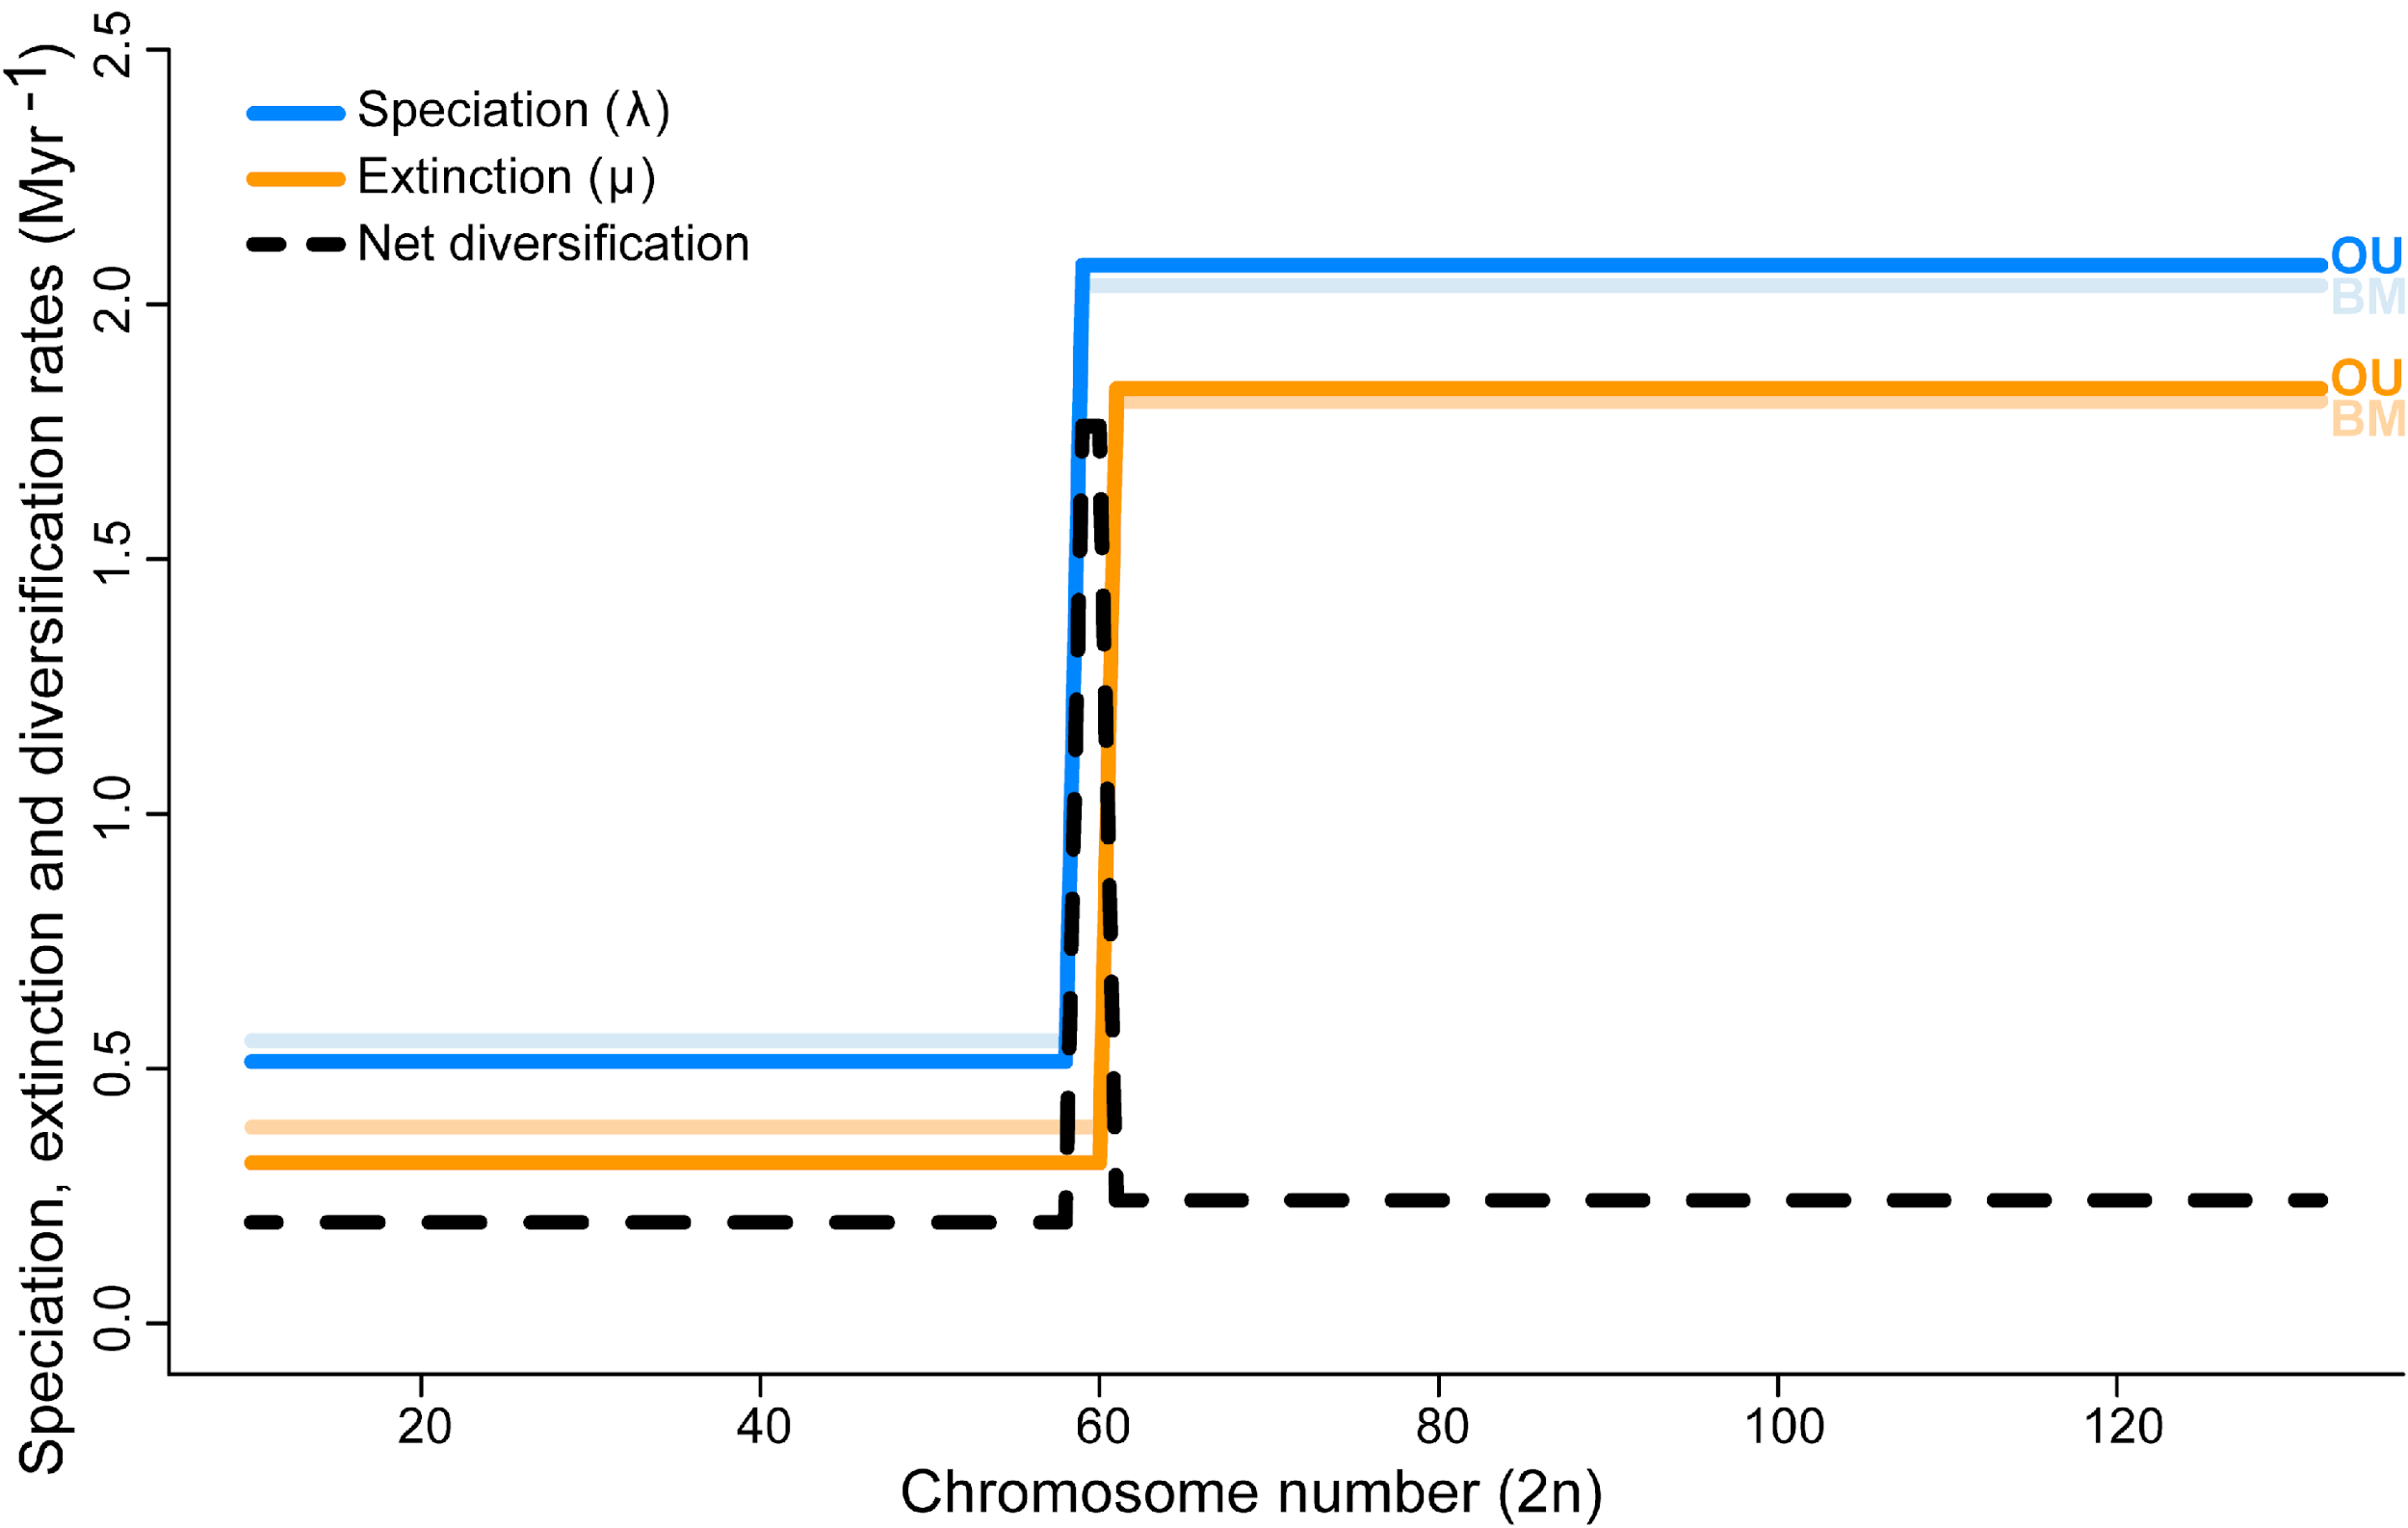 Speciation, extinction and diversification rates (Myr -1)
2.5
2.0
1.5
1.0
0.5
0.0
Speciation (λ)
Extinction (μ)
Net diversification
OU
BM
OU
BM
20 40 60 80 100 120
Chromosome number (2n)